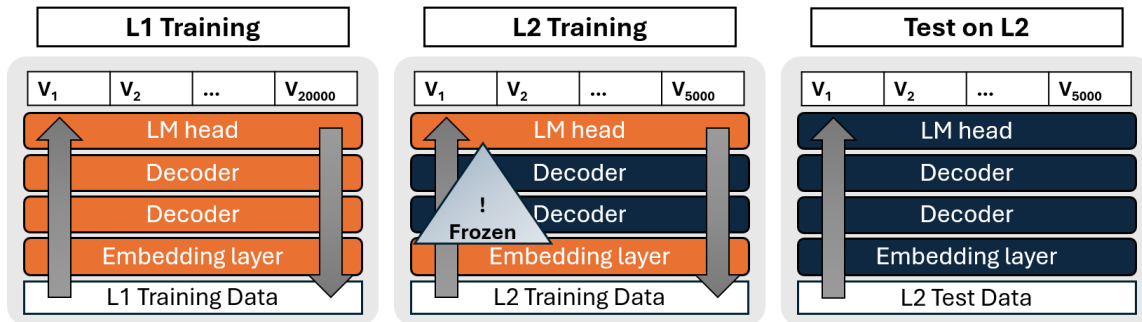 L1 Training
V1 V2 ... V20000
LM head
Decoder
Decoder
Embedding layer
L1 Training Data
L2 Training
V1 V2 ... V5000
LM head
Decoder
Decoder
! 
Frozen
Embedding layer
L2 Training Data
Test on L2
V1 V2 ... V5000
LM head
Decoder
Decoder
Embedding layer
L2 Test Data